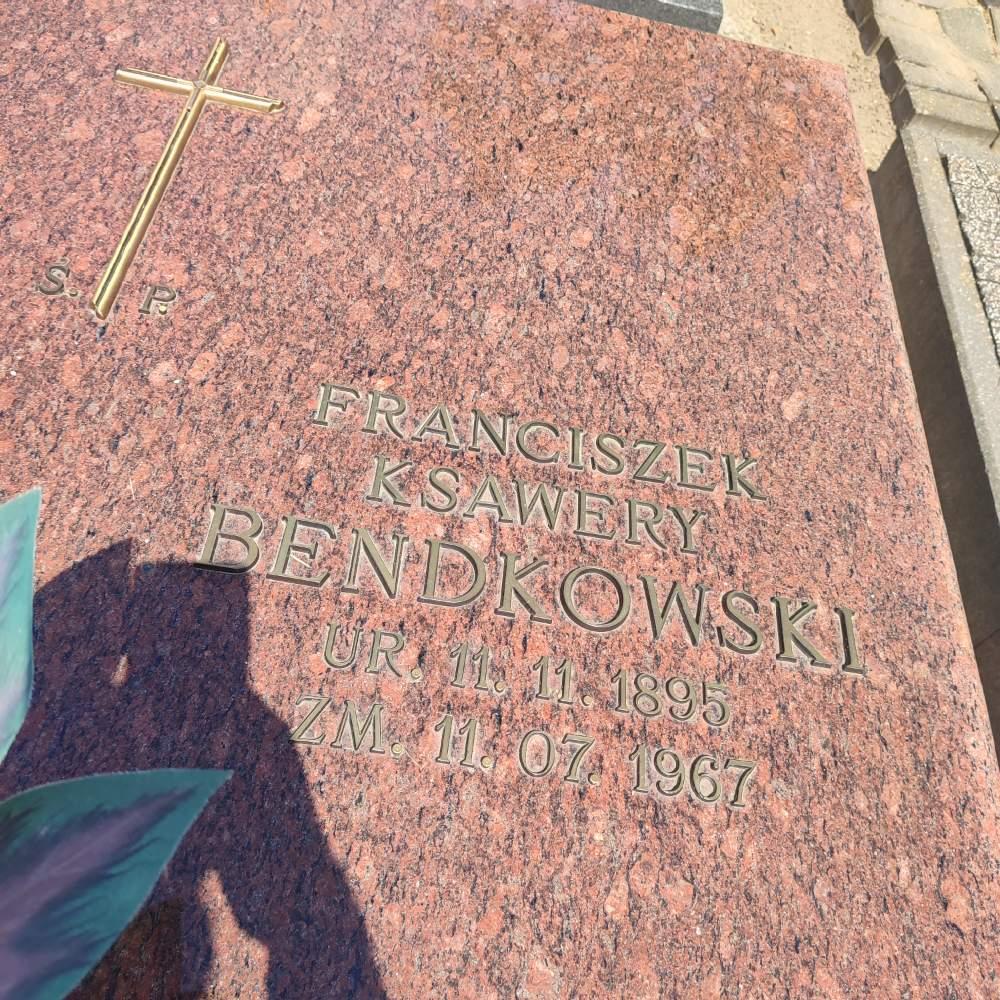 Ś. P.
FRANCISZEK
KSAWERY
BENDKOWSKI
UR. 11. 11. 1895
ZM. 11. 07. 1967